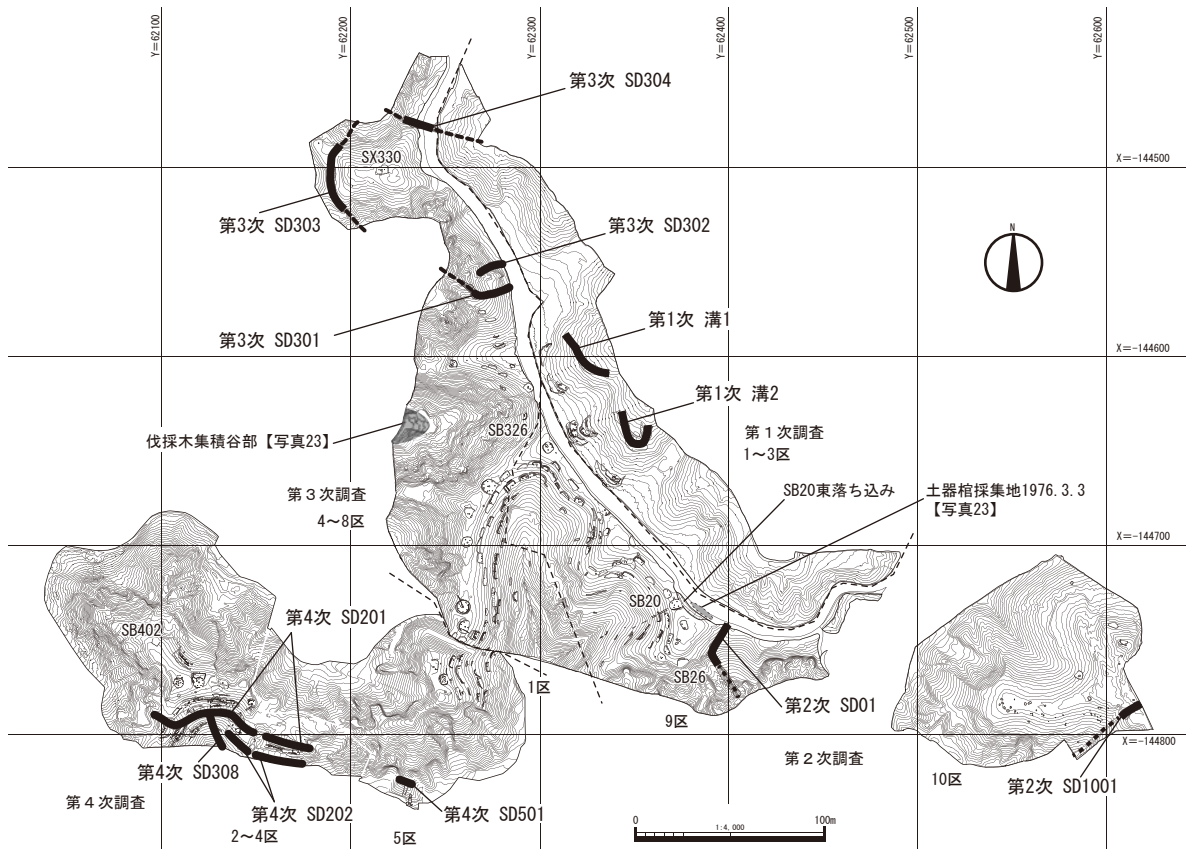 Y=62100
Y=62200
Y=62300
Y=62400
Y=62500
Y=62600
第3次 SD304
SX330
X=-144500
第3次 SD303
第3次 SD302
N
第3次 SD301
第1次 溝1
X=-144600
第1次 溝2
伐採木集積谷部【写真23】
SB326
第１次調査
1～3区
第３次調査
4～8区
SB20東落ち込み
土器棺採集地1976.3.3
【写真23】
X=-144700
SB20
第4次 SD201
SB402
SB26
1区
第2次 SD01
9区
X=-144800
第２次調査
10区
第2次 SD1001
第4次 SD308
第４次調査
第4次 SD202
2～4区
第4次 SD501
5区
0
100m
1:4,000